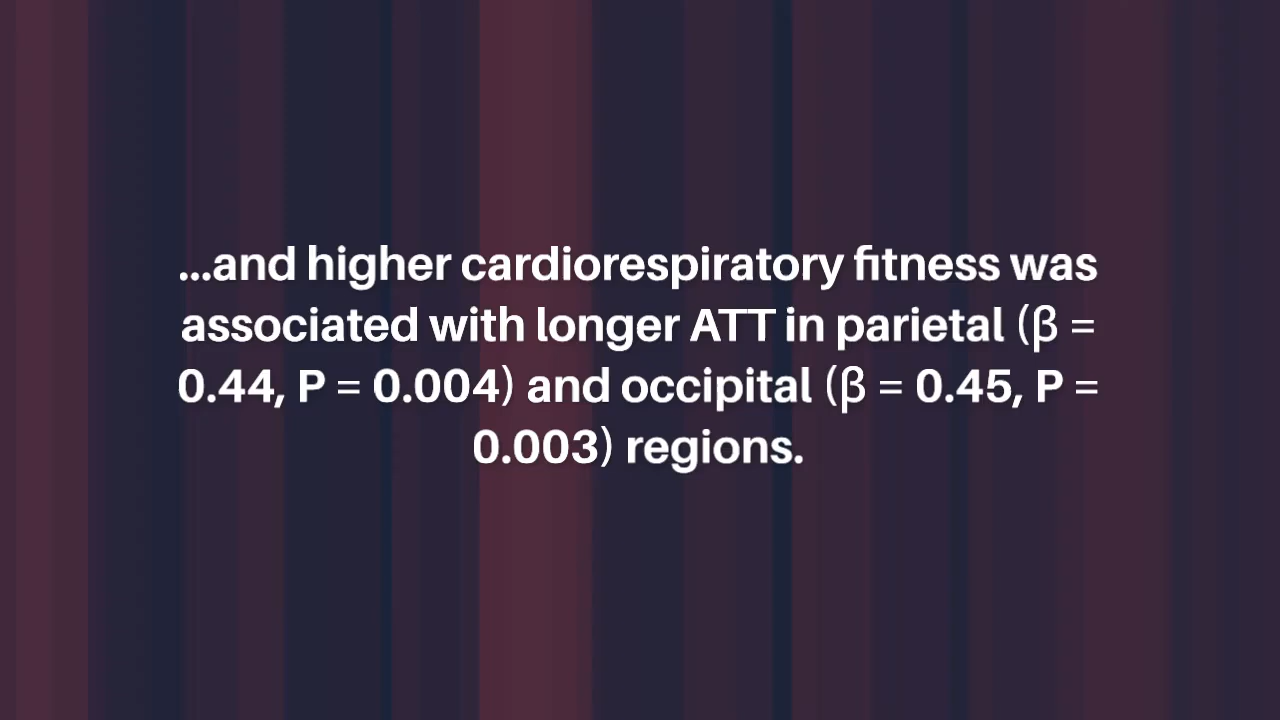 ...and higher cardiorespiratory fitness was
associated with longer ATT in parietal (β =
0.44, P = 0.004) and occipital (β = 0.45, P =
0.003) regions.